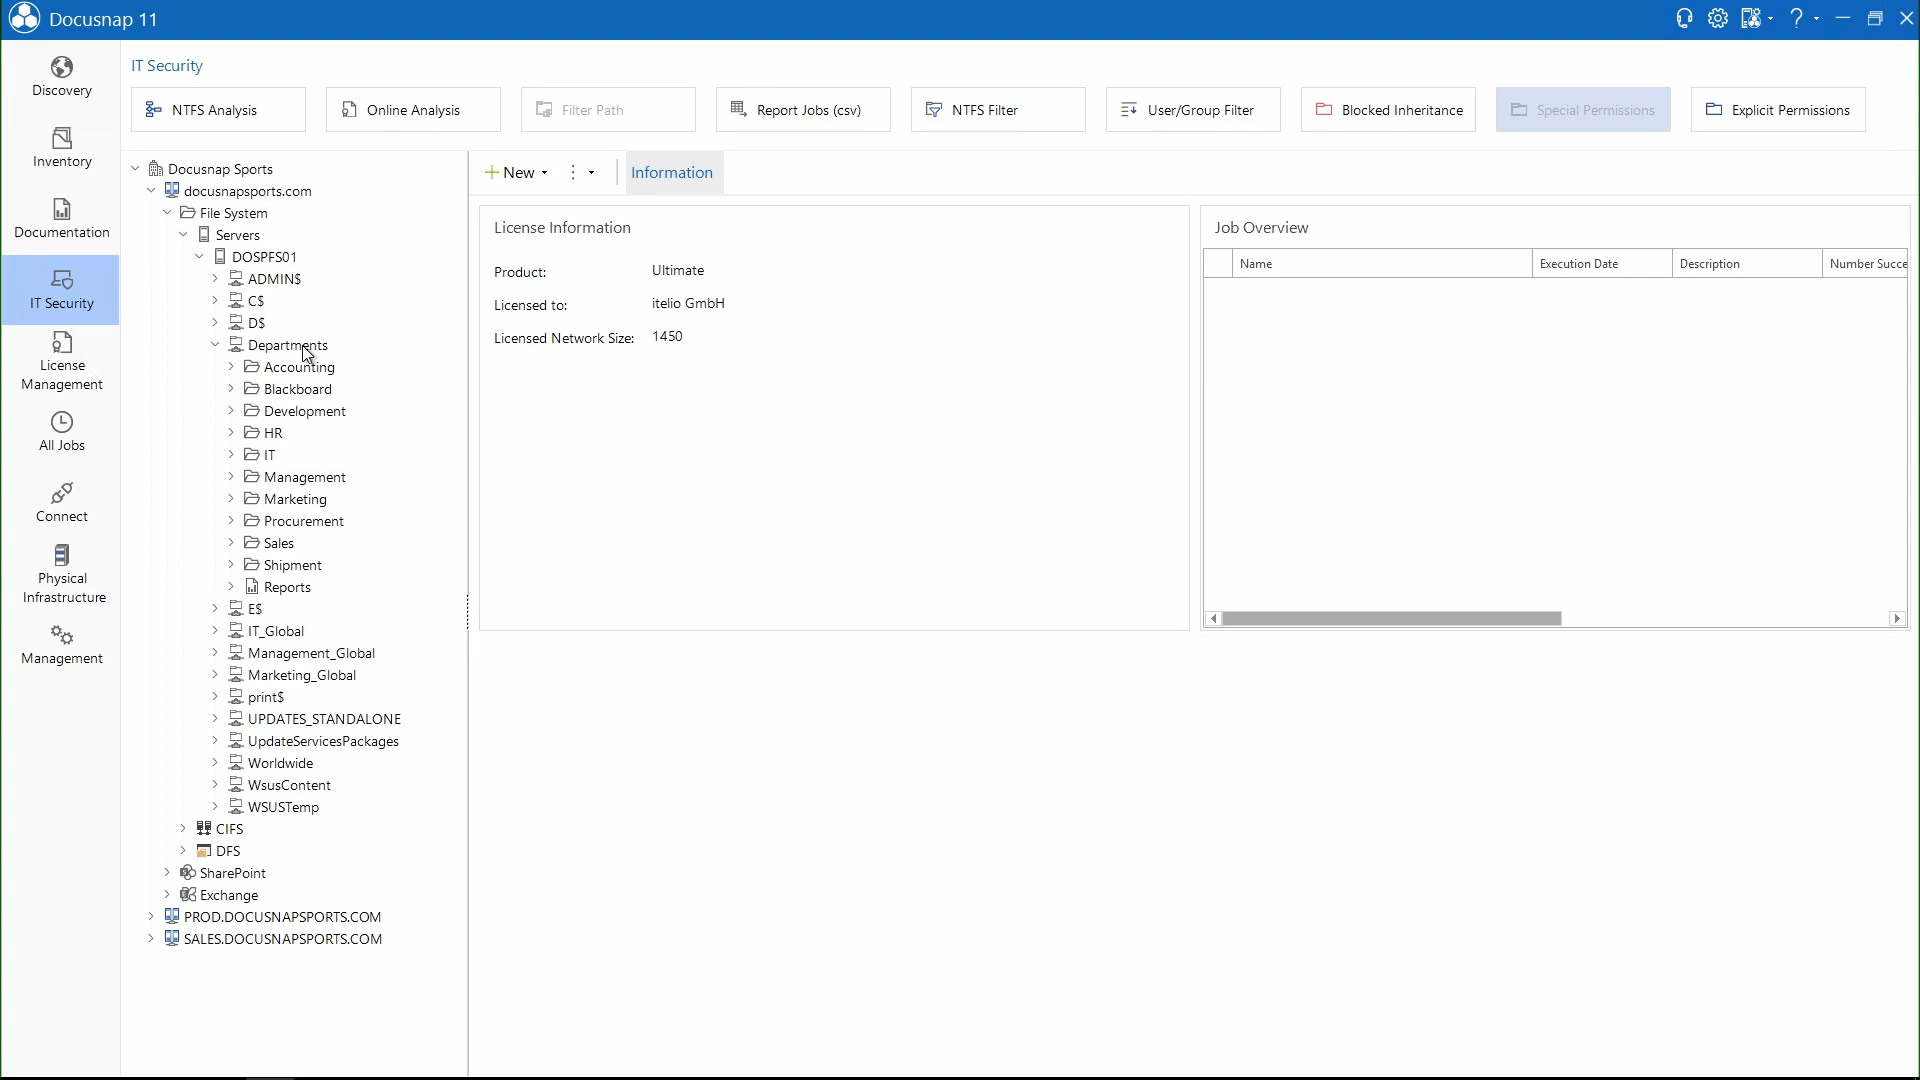 Docusnap 11
Discovery
Inventory
Documentation
IT Security
License
Management
All Jobs
Connect
Physical
Infrastructure
Management
IT Security
NTFS Analysis
Online Analysis
Filter Path
Report Jobs (csv)
NTFS Filter
User/Group Filter
Blocked Inheritance
Special Permissions
Explicit Permissions
Docusnap Sports
docusnapsports.com
File System
Servers
DOSPFS01
ADMIN$
C$
D$
Departments
Accounting
Blackboard
Development
HR
IT
Management
Marketing
Procurement
Sales
Shipment
Reports
E$
IT_Global
Management_Global
Marketing_Global
print$
UPDATES_STANDALONE
UpdateServicesPackages
Worldwide
WsusContent
WSUSTemp
CIFS
DFS
SharePoint
Exchange
PROD.DOCUSNAPSPORTS.COM
SALES.DOCUSNAPSPORTS.COM
New
Information
License Information
Product: Ultimate
Licensed to: itelio GmbH
Licensed Network Size: 1450
Job Overview
Name Execution Date Description Number Succe